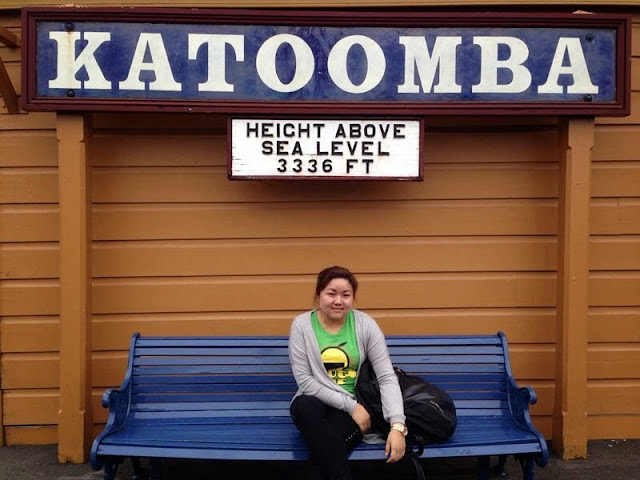 KATOOMBA
HEIGHT ABOVE
SEA LEVEL
3336 FT